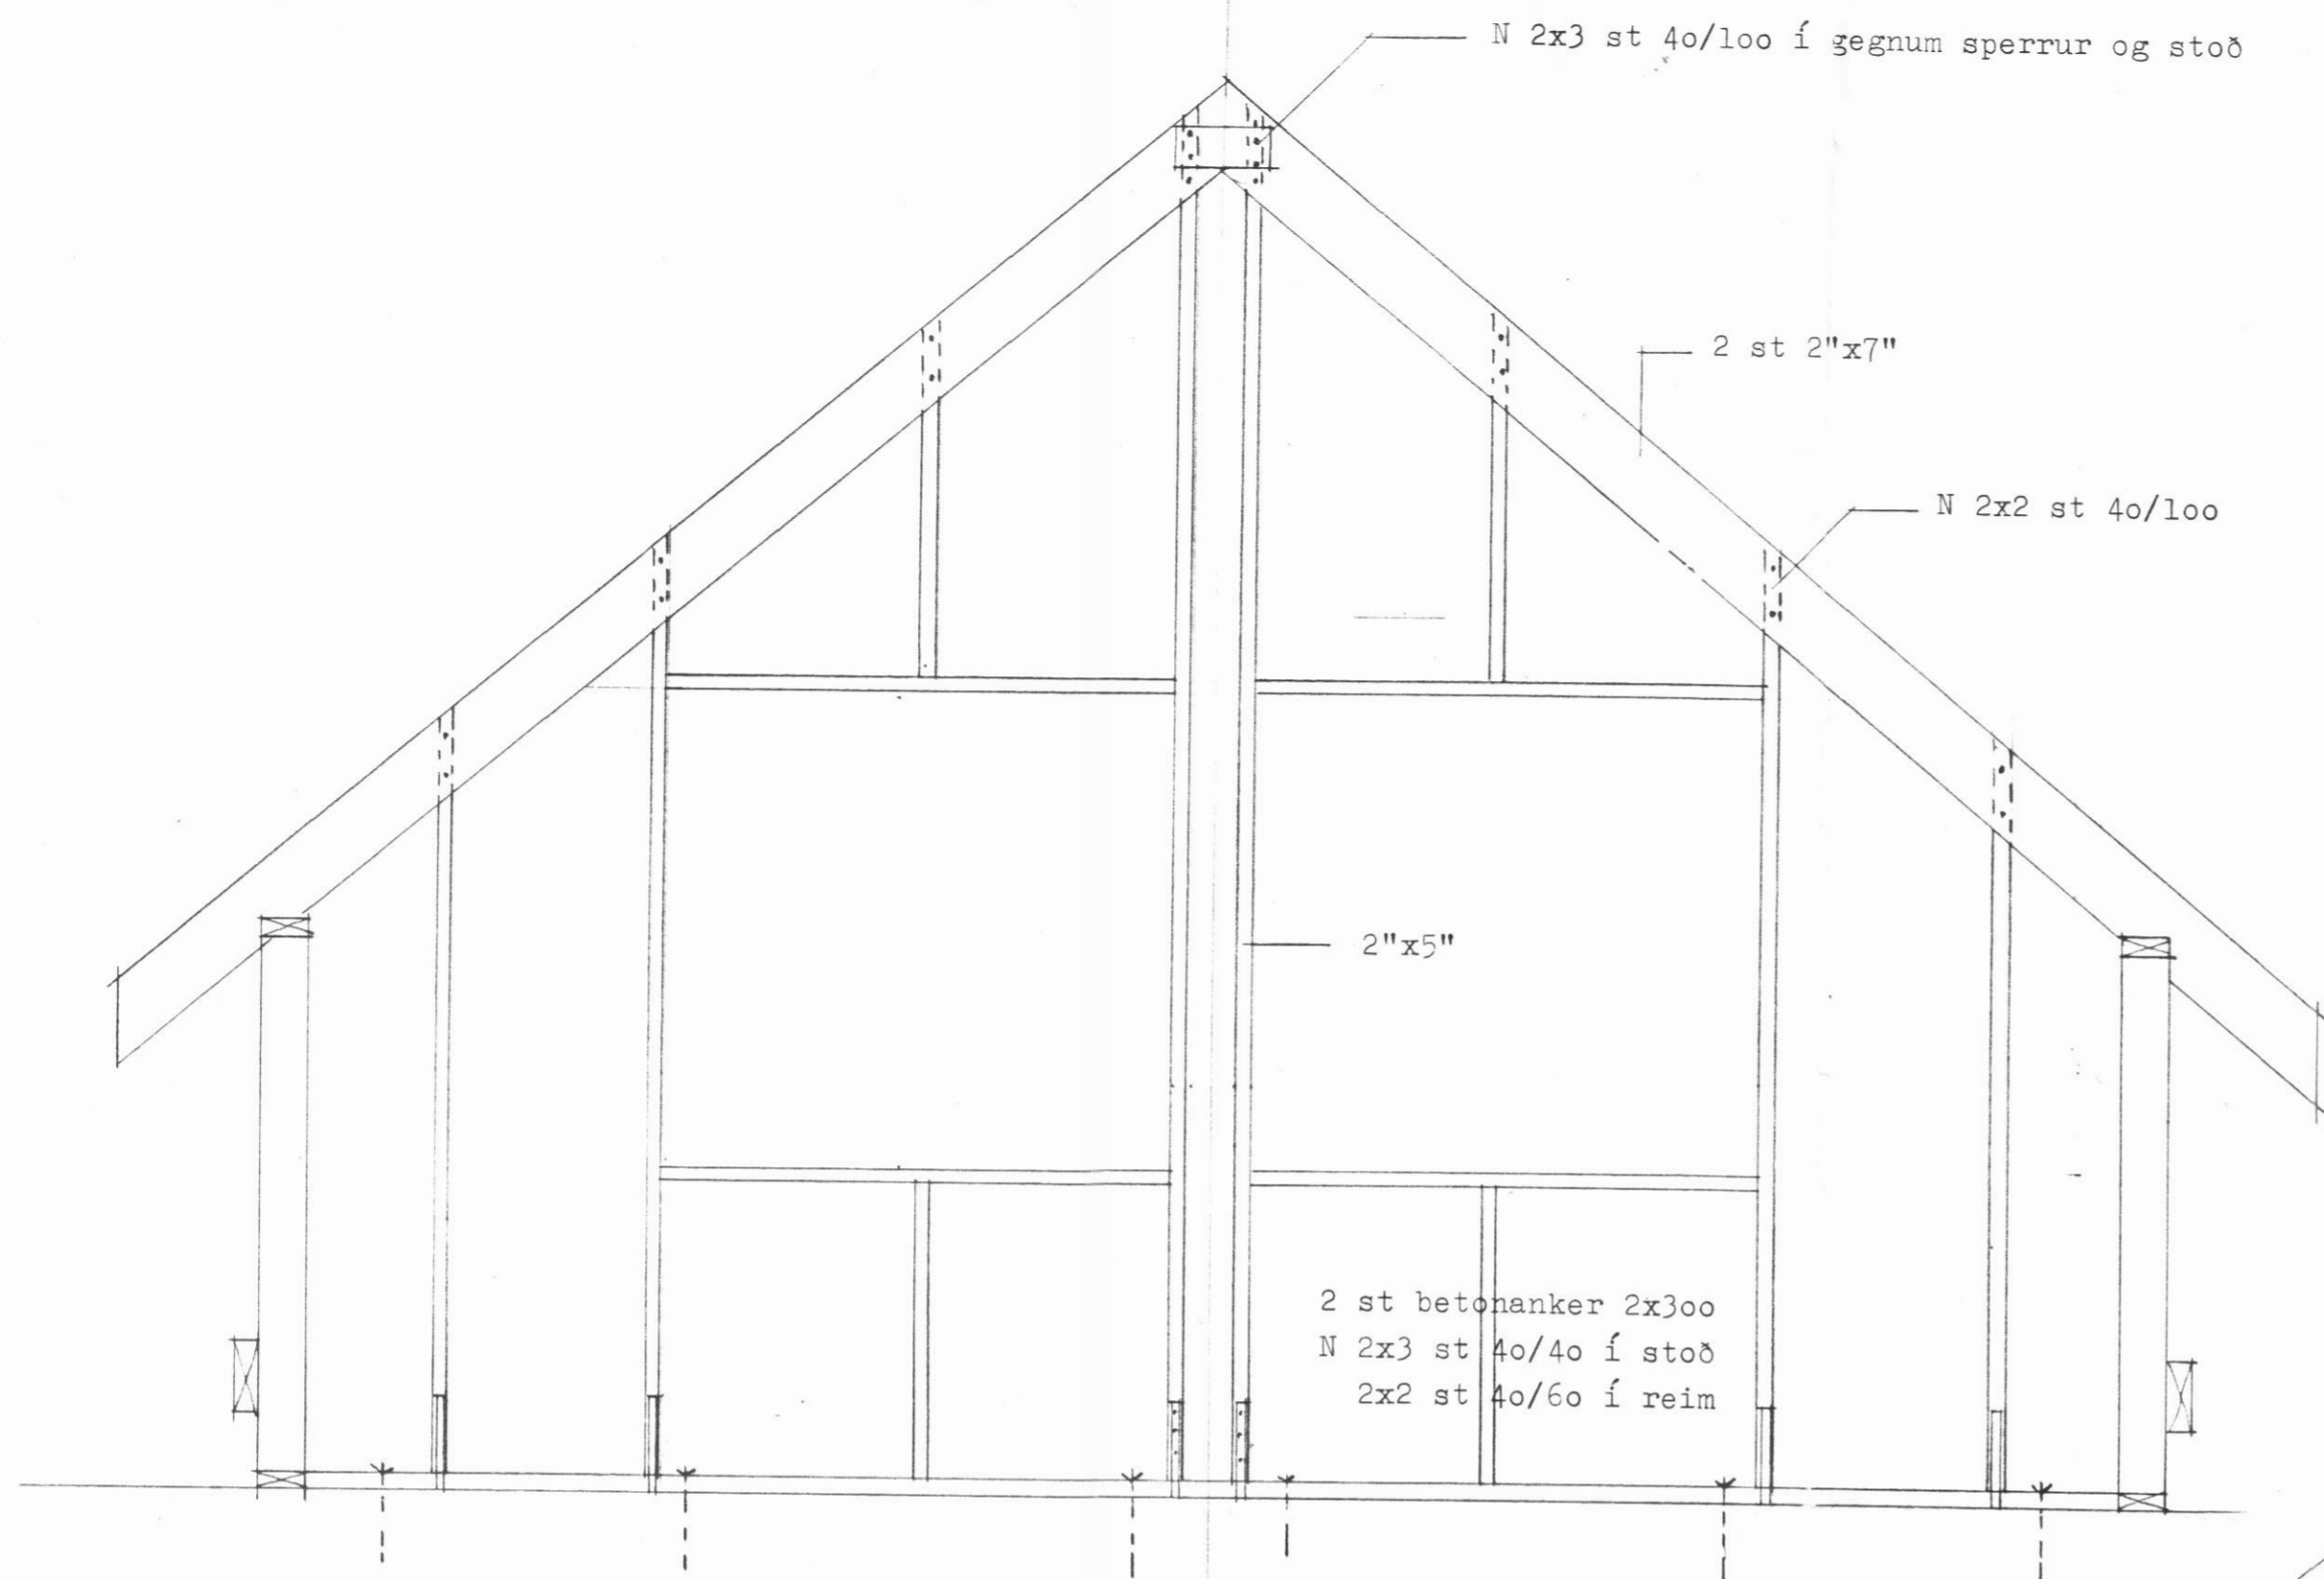 N 2x3 st 4o/loo í gegnum sperrur og stoð
2 st 2"x7"
N 2x2 st 4o/loo
2"x5"
2 st betonanker 2x3oo
N 2x3 st 4o/4o í stoð
2x2 st 4o/6o í reim